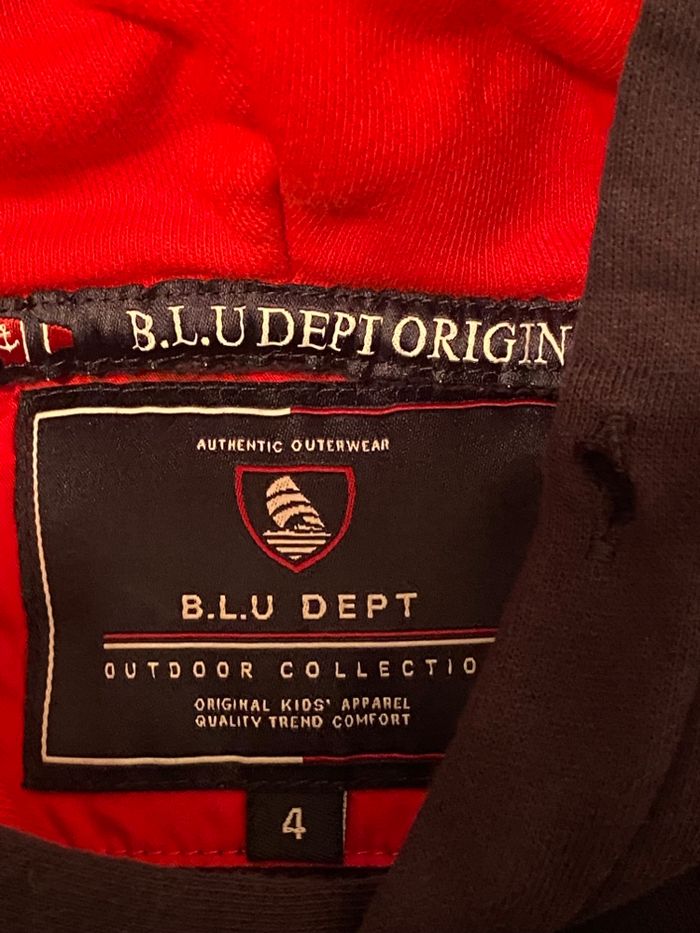 B.L.U DEPT ORIGIN
AUTHENTIC OUTERWEAR
B.L.U DEPT
OUTDOOR COLLECTIO
ORIGINAL KIDS' APPAREL
QUALITY TREND COMFORT
4